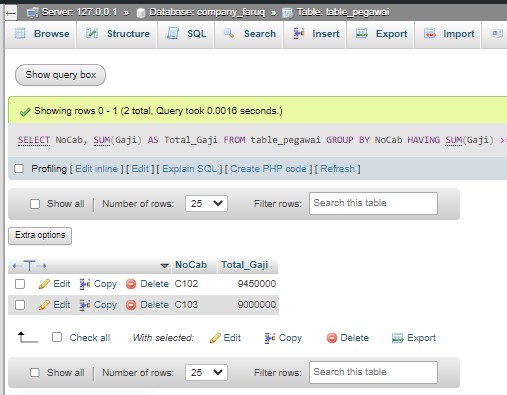 Server: 127.0.0.1 » Database: company_faruq » Table: table_pegawai
Browse Structure SQL Search Insert Export Import
Show query box
Showing rows 0 - 1 (2 total, Query took 0.0016 seconds.)
SELECT NoCab, SUM(Gaji) AS Total_Gaji FROM table_pegawai GROUP BY NoCab HAVING SUM(Gaji) >
Profiling [ Edit inline ] [ Edit ] [ Explain SQL ] [ Create PHP code ] [ Refresh ]
Show all Number of rows: 25 Filter rows: Search this table
Extra options
NoCab Total_Gaji
Edit Copy Delete C102 9450000
Edit Copy Delete C103 9000000
Check all With selected: Edit Copy Delete Export
Show all Number of rows: 25 Filter rows: Search this table